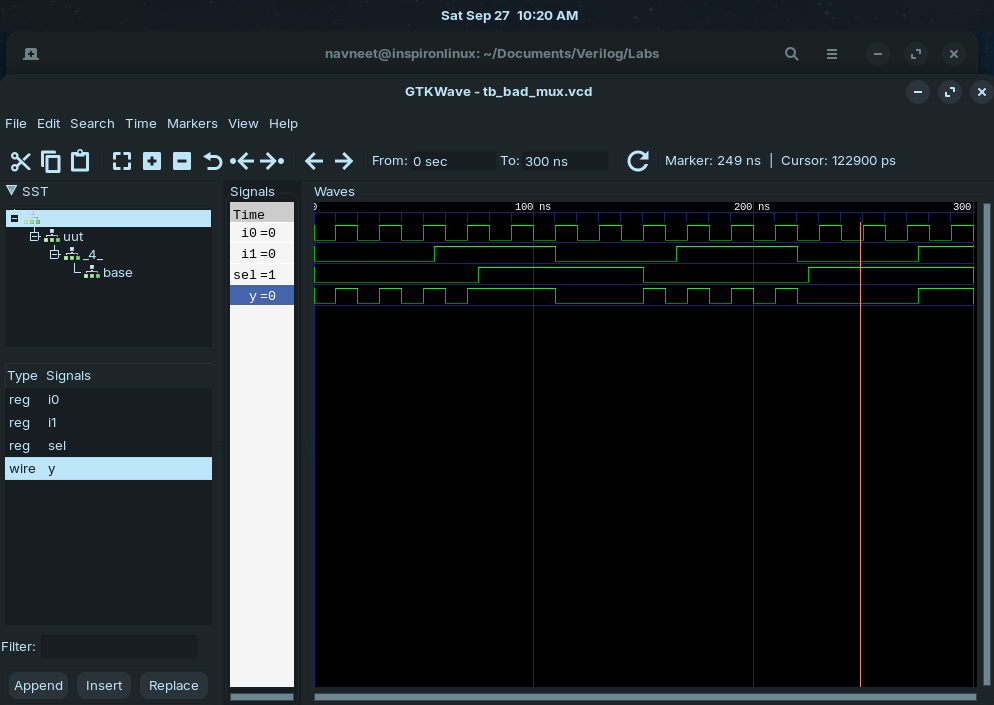 Sat Sep 27 10:20 AM
navneet@inspironlinux: ~/Documents/Verilog/Labs
GTKWave - tb_bad_mux.vcd
File Edit Search Time Markers View Help
From: 0 sec To: 300 ns Marker: 249 ns | Cursor: 122900 ps
SST
uut
_4_
base
Type Signals
reg i0
reg i1
reg sel
wire y
Filter:
Append Insert Replace
Signals
Time
i0=0
i1=0
sel=1
y=0
Waves
0 100 ns 200 ns 300